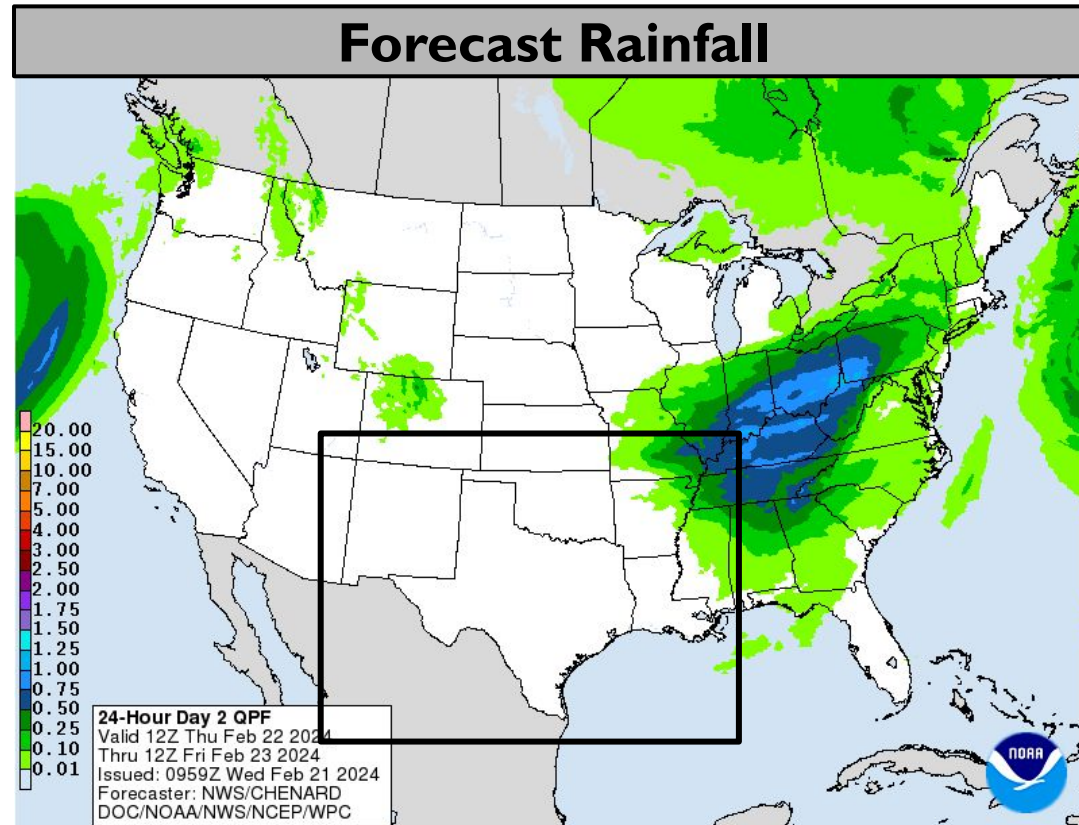 Forecast Rainfall
20.00
15.00
10.00
7.00
5.00
4.00
3.00
2.50
2.00
1.75
1.50
1.25
1.00
0.75
0.50
0.25
0.10
0.01
24-Hour Day 2 QPF
Valid 12Z Thu Feb 22 2024
Thru 12Z Fri Feb 23 2024
Issued: 0959Z Wed Feb 21 2024
Forecaster: NWS/CHENARD
DOC/NOAA/NWS/NCEP/WPC
NOAA